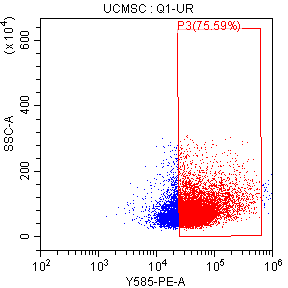 UCMSC : Q1-UR
P3(75.59%)
SSC-A (x 10⁴)
600
400
200
0
10² 10³ 10⁴ 10⁵ 10⁶
Y585-PE-A